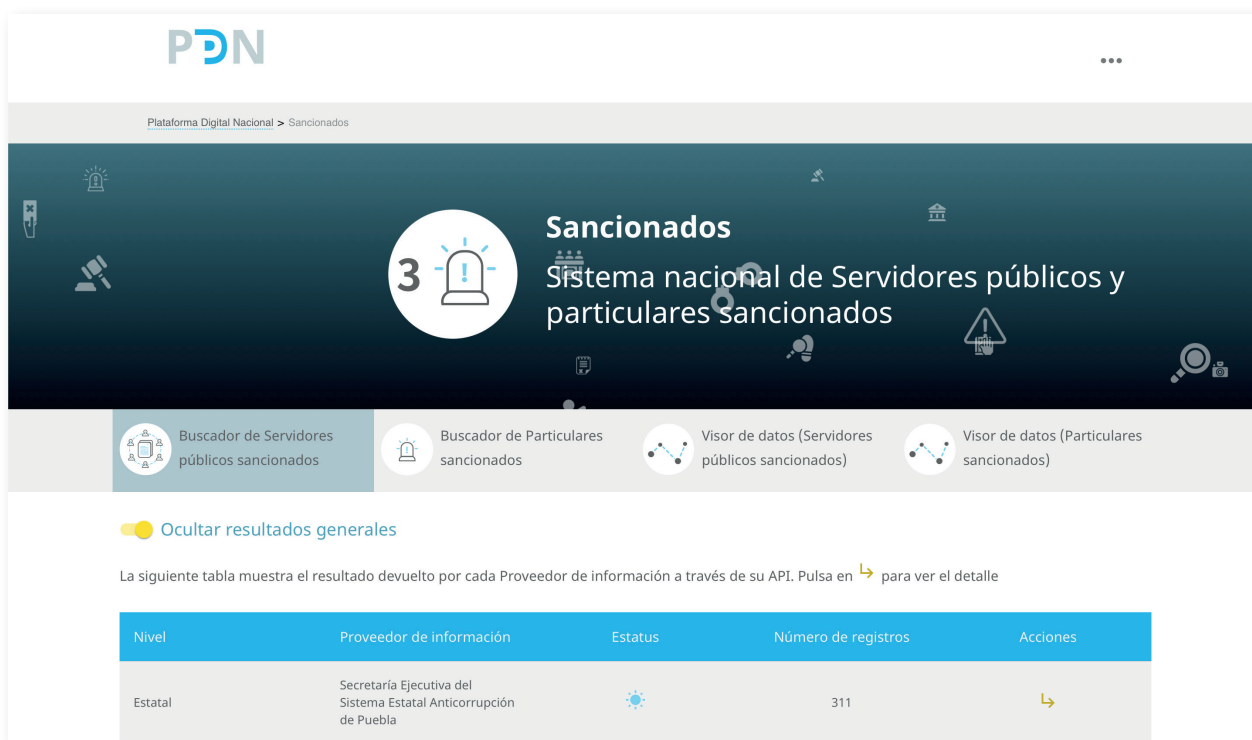 PDN
Plataforma Digital Nacional > Sancionados
3
Sancionados
Sistema nacional de Servidores públicos y
particulares sancionados
Buscador de Servidores
públicos sancionados
Buscador de Particulares
sancionados
Visor de datos (Servidores
públicos sancionados)
Visor de datos (Particulares
sancionados)
Ocultar resultados generales
La siguiente tabla muestra el resultado devuelto por cada Proveedor de información a través de su API. Pulsa en para ver el detalle
Nivel Proveedor de información Estatus Número de registros Acciones
Estatal
Secretaría Ejecutiva del
Sistema Estatal Anticorrupción
de Puebla
311